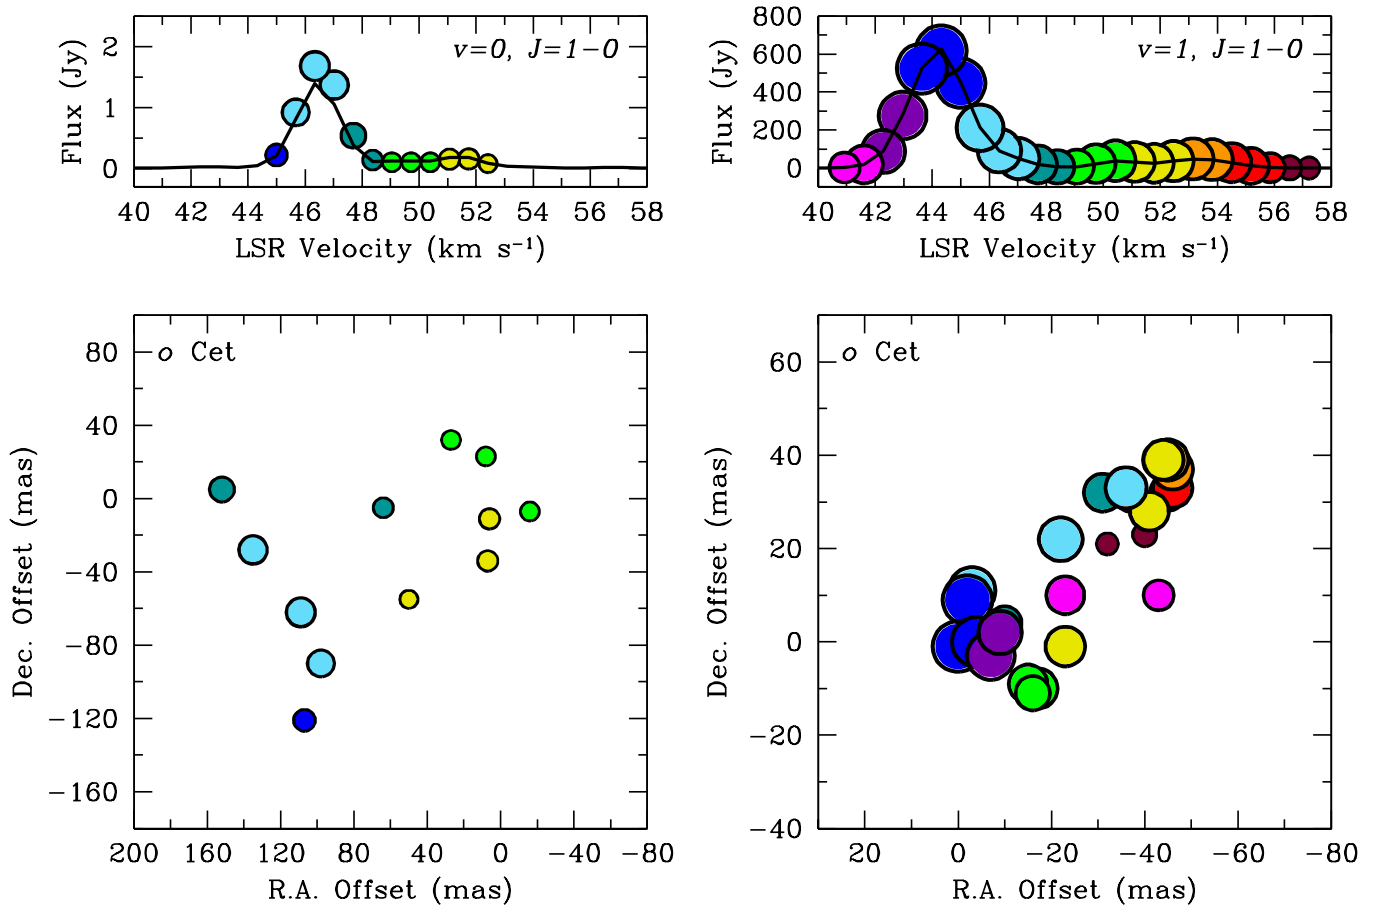 v=0, J=1−0
Flux (Jy)
2
1
0
40 42 44 46 48 50 52 54 56 58
LSR Velocity (km s⁻¹)
v=1, J=1−0
Flux (Jy)
800
600
400
200
0
40 42 44 46 48 50 52 54 56 58
LSR Velocity (km s⁻¹)
o Cet
Dec. Offset (mas)
80
40
0
−40
−80
−120
−160
200 160 120 80 40 0 −40 −80
R.A. Offset (mas)
o Cet
Dec. Offset (mas)
60
40
20
0
−20
−40
20 0 −20 −40 −60 −80
R.A. Offset (mas)